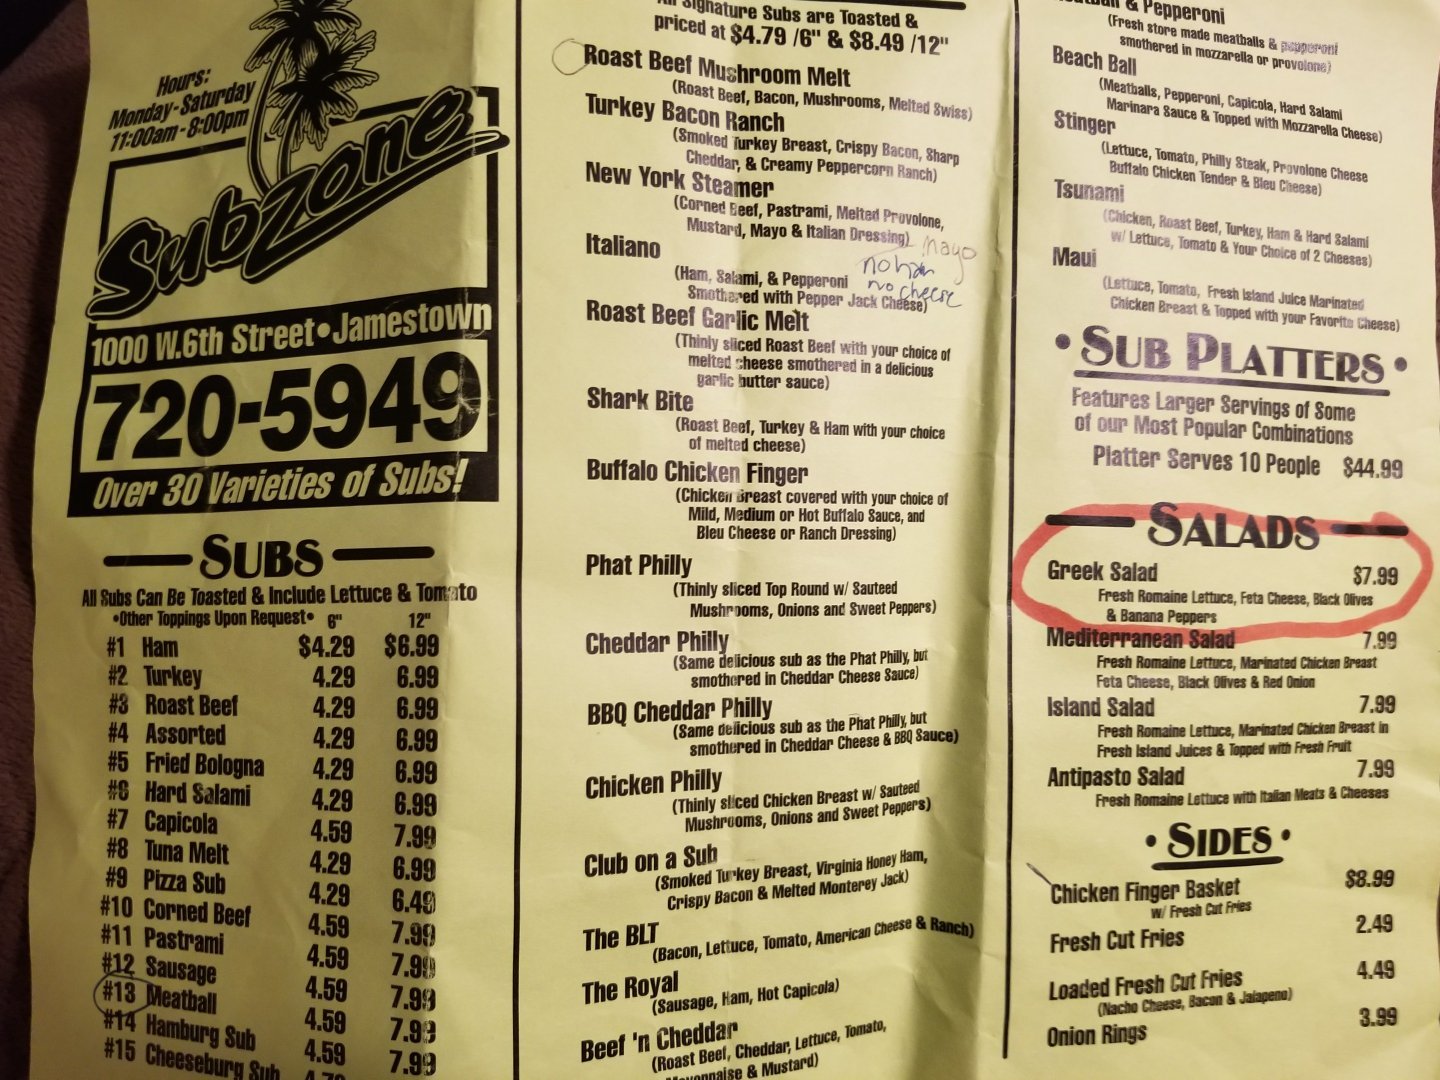 Hours:
Monday-Saturday
11:00am - 8:00pm
SubZone
1000 W.6th Street • Jamestown
720-5949
Over 30 Varieties of Subs!
SUBS
All Subs Can Be Toasted & Include Lettuce & Tomato
•Other Toppings Upon Request• 6" 12"
#1 Ham $4.29 $6.99
#2 Turkey 4.29 6.99
#3 Roast Beef 4.29 6.99
#4 Assorted 4.29 6.99
#5 Fried Bologna 4.29 6.99
#6 Hard Salami 4.29 6.99
#7 Capicola 4.59 7.99
#8 Tuna Melt 4.29 6.99
#9 Pizza Sub 4.29 6.49
#10 Corned Beef 4.59 7.99
#11 Pastrami 4.59 7.99
#12 Sausage 4.59 7.99
#13 Meatball 4.59 7.99
#14 Hamburg Sub 4.59 7.99
#15 Cheeseburg Sub
All Signature Subs are Toasted &
priced at $4.79 /6" & $8.49 /12"
Roast Beef Mushroom Melt
(Roast Beef, Bacon, Mushrooms, Melted Swiss)
Turkey Bacon Ranch
(Smoked Turkey Breast, Crispy Bacon, Sharp
Cheddar, & Creamy Peppercorn Ranch)
New York Steamer
(Corned Beef, Pastrami, Melted Provolone,
Mustard, Mayo & Italian Dressing)
mayo
Italiano
no ham
(Ham, Salami, & Pepperoni
no cheese
Smothered with Pepper Jack Cheese)
Roast Beef Garlic Melt
(Thinly sliced Roast Beef with your choice of
melted cheese smothered in a delicious
garlic butter sauce)
Shark Bite
(Roast Beef, Turkey & Ham with your choice
of melted cheese)
Buffalo Chicken Finger
(Chicken Breast covered with your choice of
Mild, Medium or Hot Buffalo Sauce, and
Bleu Cheese or Ranch Dressing)
Phat Philly
(Thinly sliced Top Round w/ Sauteed
Mushrooms, Onions and Sweet Peppers)
Cheddar Philly
(Same delicious sub as the Phat Philly, but
smothered in Cheddar Cheese Sauce)
BBQ Cheddar Philly
(Same delicious sub as the Phat Philly, but
smothered in Cheddar Cheese & BBQ Sauce)
Chicken Philly
(Thinly sliced Chicken Breast w/ Sauteed
Mushrooms, Onions and Sweet Peppers)
Club on a Sub
(Smoked Turkey Breast, Virginia Honey Ham,
Crispy Bacon & Melted Monterey Jack)
The BLT
(Bacon, Lettuce, Tomato, American Cheese & Ranch)
The Royal
(Sausage, Ham, Hot Capicola)
Beef 'n Cheddar
(Roast Beef, Cheddar, Lettuce, Tomato,
Mayonnaise & Mustard)
Meatball & Pepperoni
(Fresh store made meatballs & pepperoni
smothered in mozzarella or provolone)
Beach Ball
(Meatballs, Pepperoni, Capicola, Hard Salami
Marinara Sauce & Topped with Mozzarella Cheese)
Stinger
(Lettuce, Tomato, Philly Steak, Provolone Cheese
Buffalo Chicken Tender & Bleu Cheese)
Tsunami
(Chicken, Roast Beef, Turkey, Ham & Hard Salami
w/ Lettuce, Tomato & Your Choice of 2 Cheeses)
Maui
(Lettuce, Tomato, Fresh Island Juice Marinated
Chicken Breast & Topped with your Favorite Cheese)
• SUB PLATTERS •
Features Larger Servings of Some
of our Most Popular Combinations
Platter Serves 10 People $44.99
SALADS
Greek Salad $7.99
Fresh Romaine Lettuce, Feta Cheese, Black Olives
& Banana Peppers
Mediterranean Salad 7.99
Fresh Romaine Lettuce, Marinated Chicken Breast
Feta Cheese, Black Olives & Red Onion
Island Salad 7.99
Fresh Romaine Lettuce, Marinated Chicken Breast in
Fresh Island Juices & Topped with Fresh Fruit
Antipasto Salad 7.99
Fresh Romaine Lettuce with Italian Meats & Cheeses
• SIDES •
Chicken Finger Basket $8.99
w/ Fresh Cut Fries
Fresh Cut Fries 2.49
Loaded Fresh Cut Fries 4.49
(Nacho Cheese, Bacon & Jalapeno)
Onion Rings 3.99